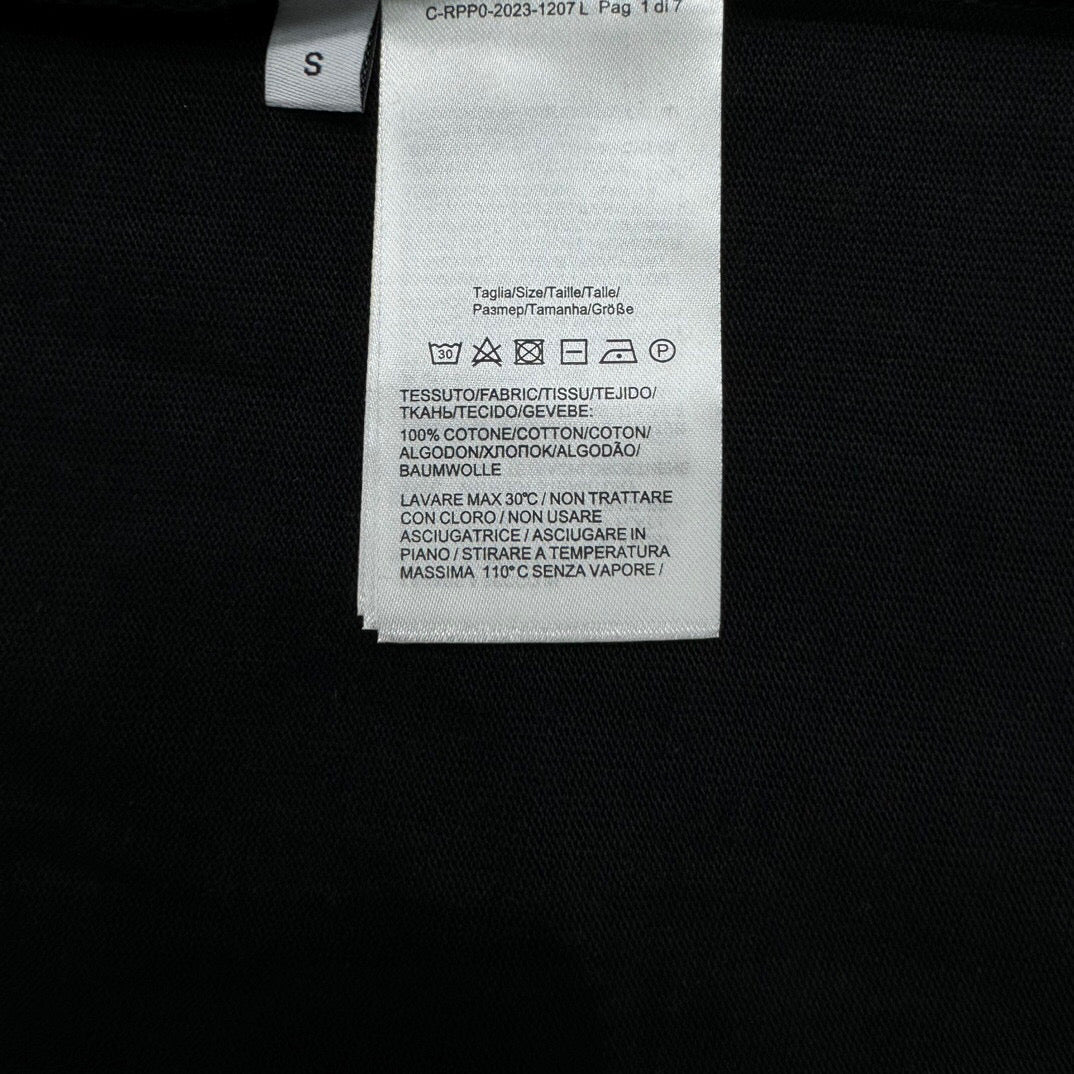 C-RPP0-2023-1207 L Pag 1 di 7
S
Taglia/Size/Taille/Talle/
Размер/Tamanha/Größe
30 P
TESSUTO/FABRIC/TISSU/TEJIDO/
ТКАНЬ/TECIDO/GEVEBE:
100% COTONE/COTTON/COTON/
ALGODON/ХЛОПОК/ALGODÃO/
BAUMWOLLE
LAVARE MAX 30°C / NON TRATTARE
CON CLORO / NON USARE
ASCIUGATRICE / ASCIUGARE IN
PIANO / STIRARE A TEMPERATURA
MASSIMA 110°C SENZA VAPORE /